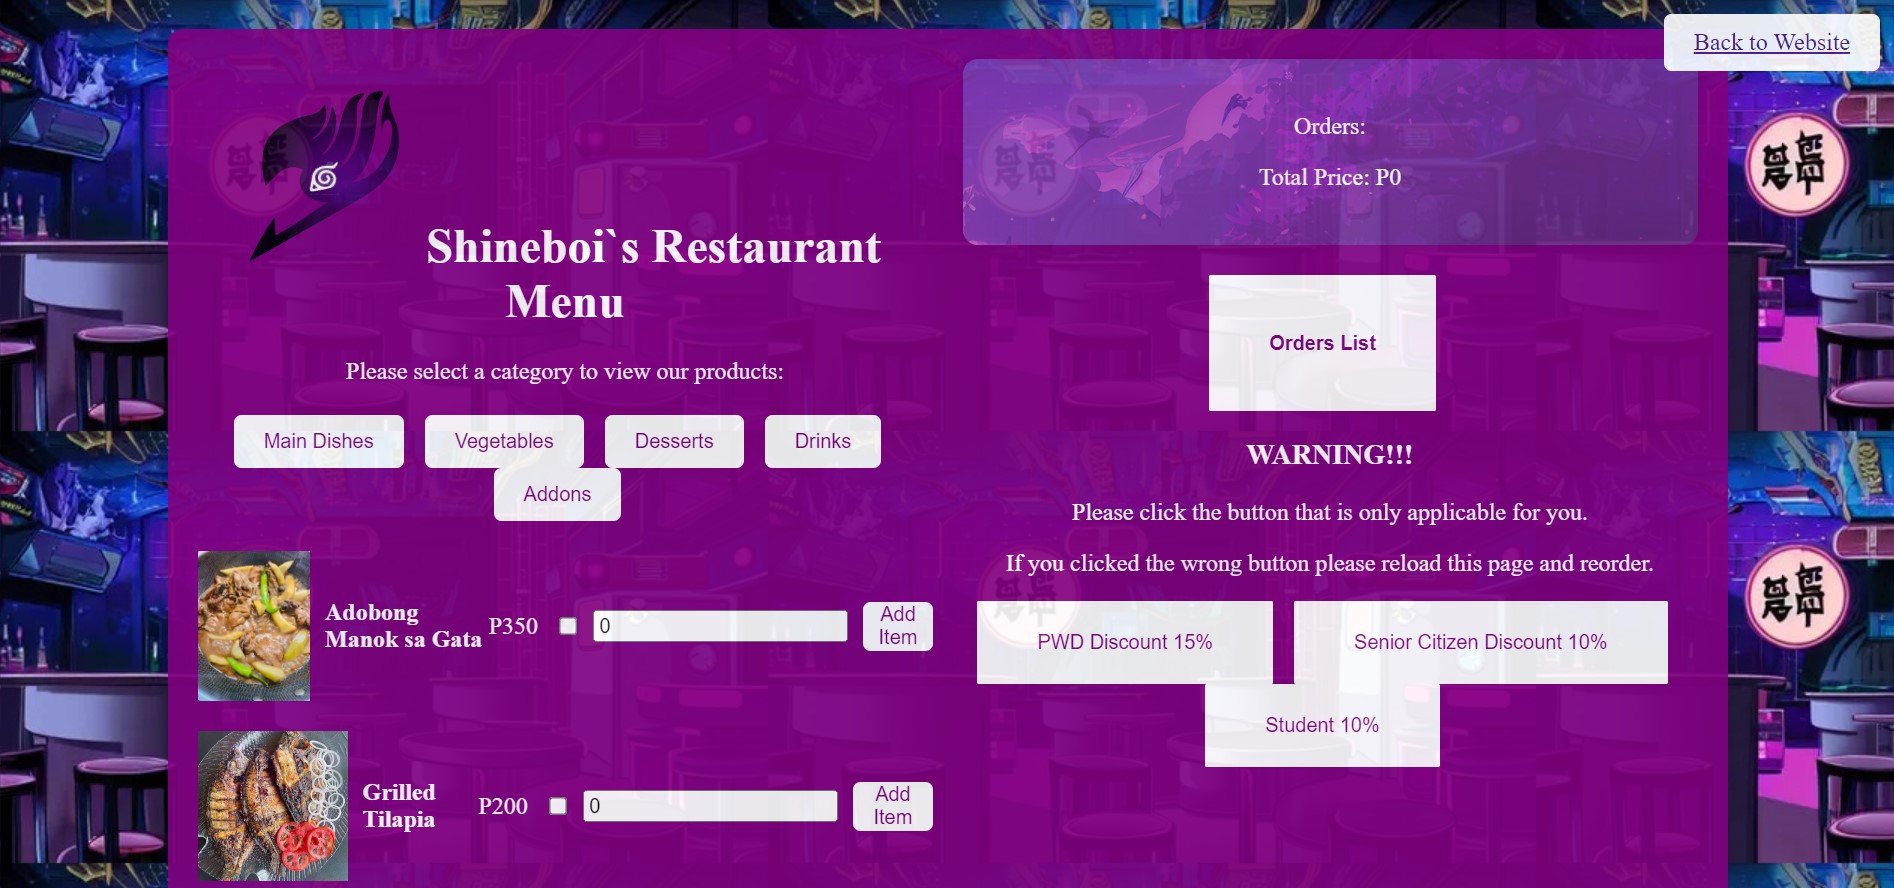 Back to Website
Shineboi`s Restaurant
Menu
Please select a category to view our products:
Main Dishes
Vegetables
Desserts
Drinks
Addons
Adobong
Manok sa Gata
P350
0
Add
Item
Grilled
Tilapia
P200
0
Add
Item
Orders:
Total Price: P0
Orders List
WARNING!!!
Please click the button that is only applicable for you.
If you clicked the wrong button please reload this page and reorder.
PWD Discount 15%
Senior Citizen Discount 10%
Student 10%